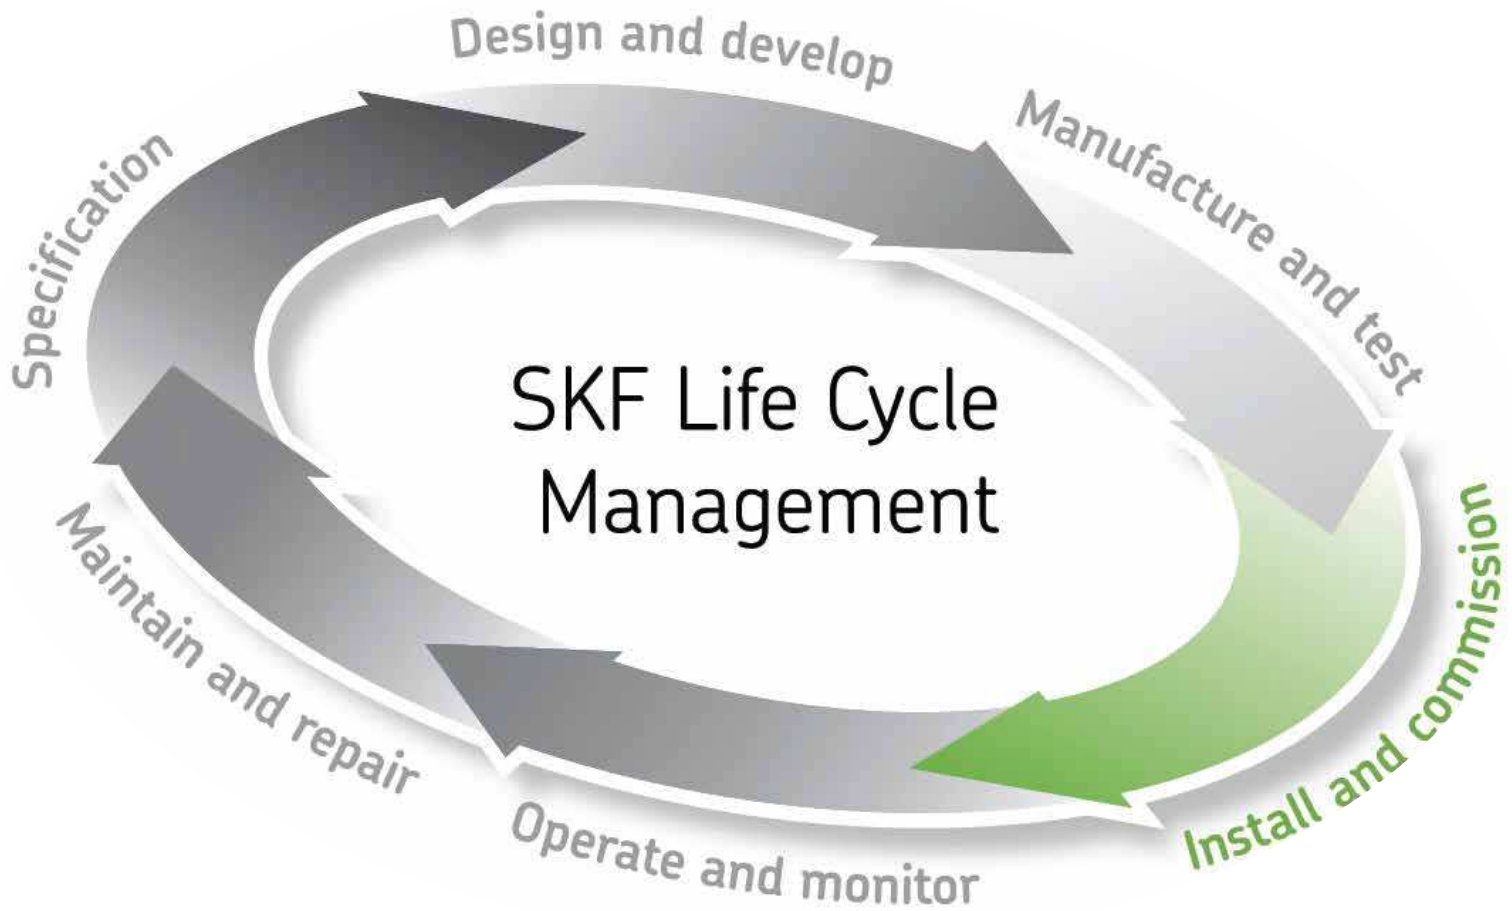 Design and develop
Manufacture and test
Specification
SKF Life Cycle
Management
Install and commission
Maintain and repair
Operate and monitor